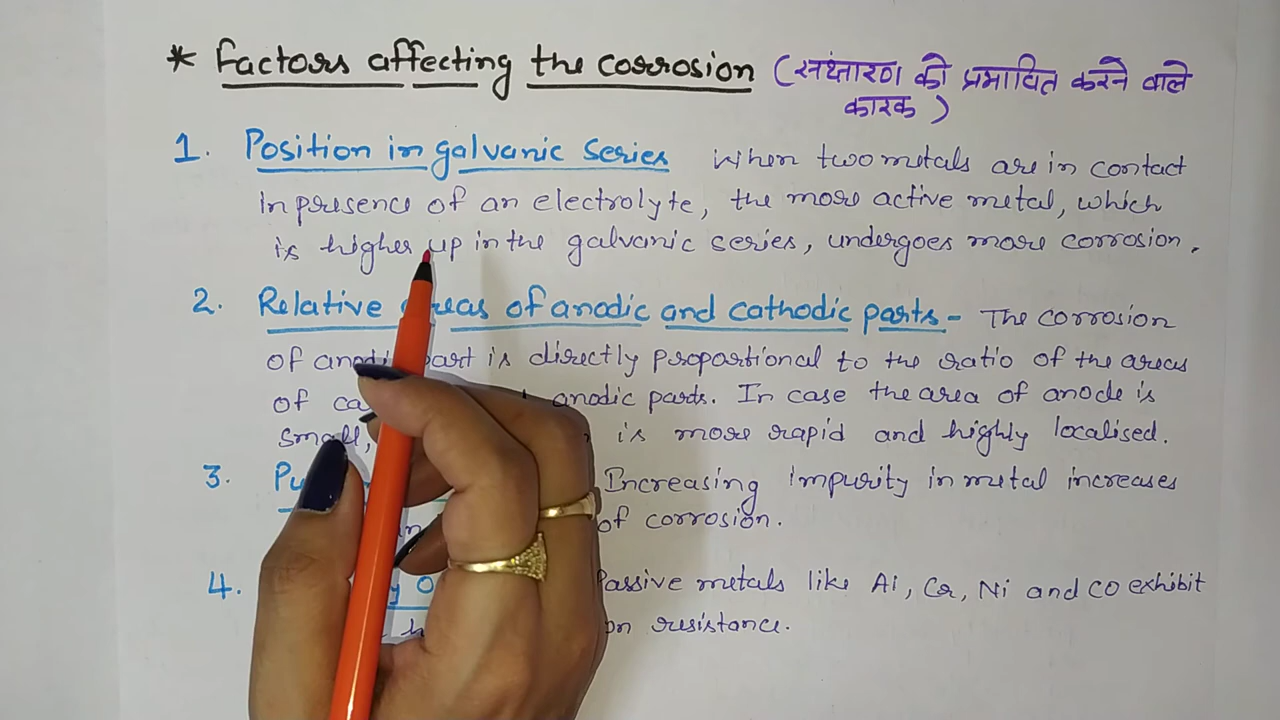 * Factors affecting the corrosion (संक्षारण को प्रभावित करने वाले
कारक)
1. Position in galvanic series When two metals are in contact
in presence of an electrolyte, the more active metal, which
is higher up in the galvanic series, undergoes more corrosion.
2. Relative areas of anodic and cathodic parts - The corrosion
of anodic part is directly proportional to the ratio of the areas
of anodic parts. In case the area of anode is
small, is more rapid and highly localised.
3. Increasing impurity in metal increases
of corrosion.
4. Passive metals like Al, Cr, Ni and CO exhibit
resistance.